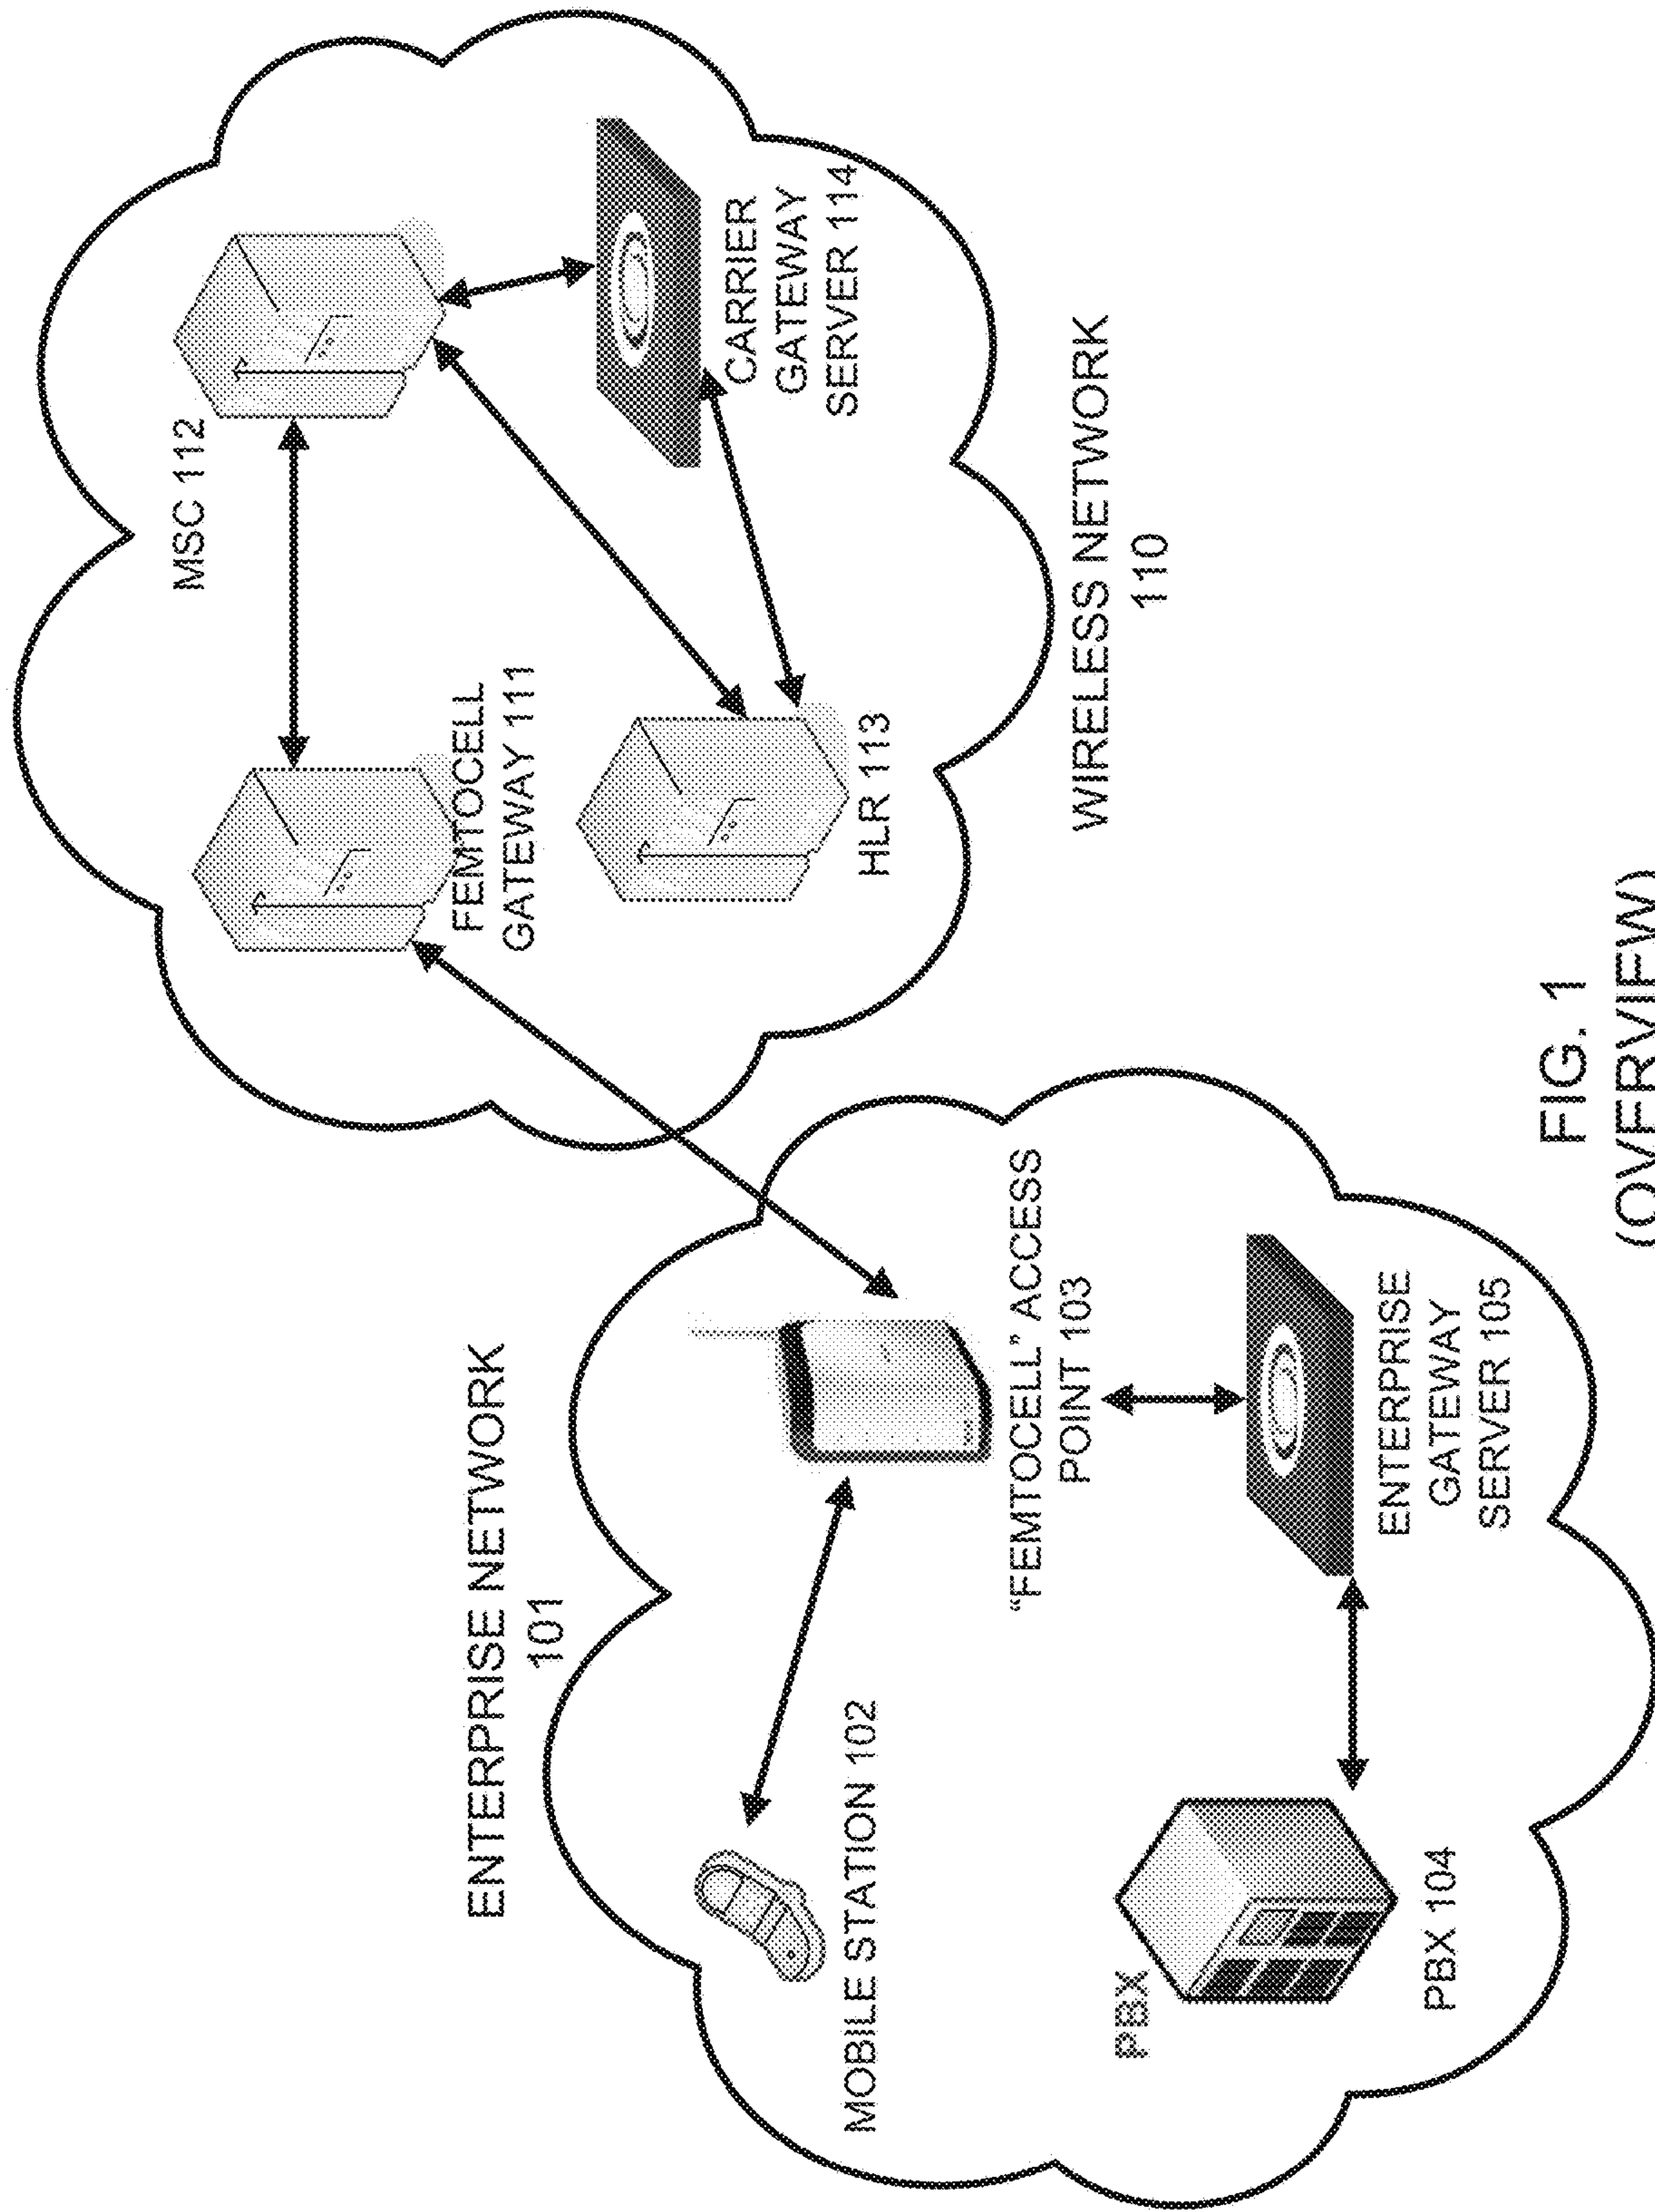 ENTERPRISE NETWORK
101
MOBILE STATION 102
"FEMTOCELL" ACCESS
POINT 103
PBX
PBX 104
ENTERPRISE
GATEWAY
SERVER 105
MSC 112
FEMTOCELL
GATEWAY 111
HLR 113
CARRIER
GATEWAY
SERVER 114
WIRELESS NETWORK
110
FIG. 1
(OVERVIEW)